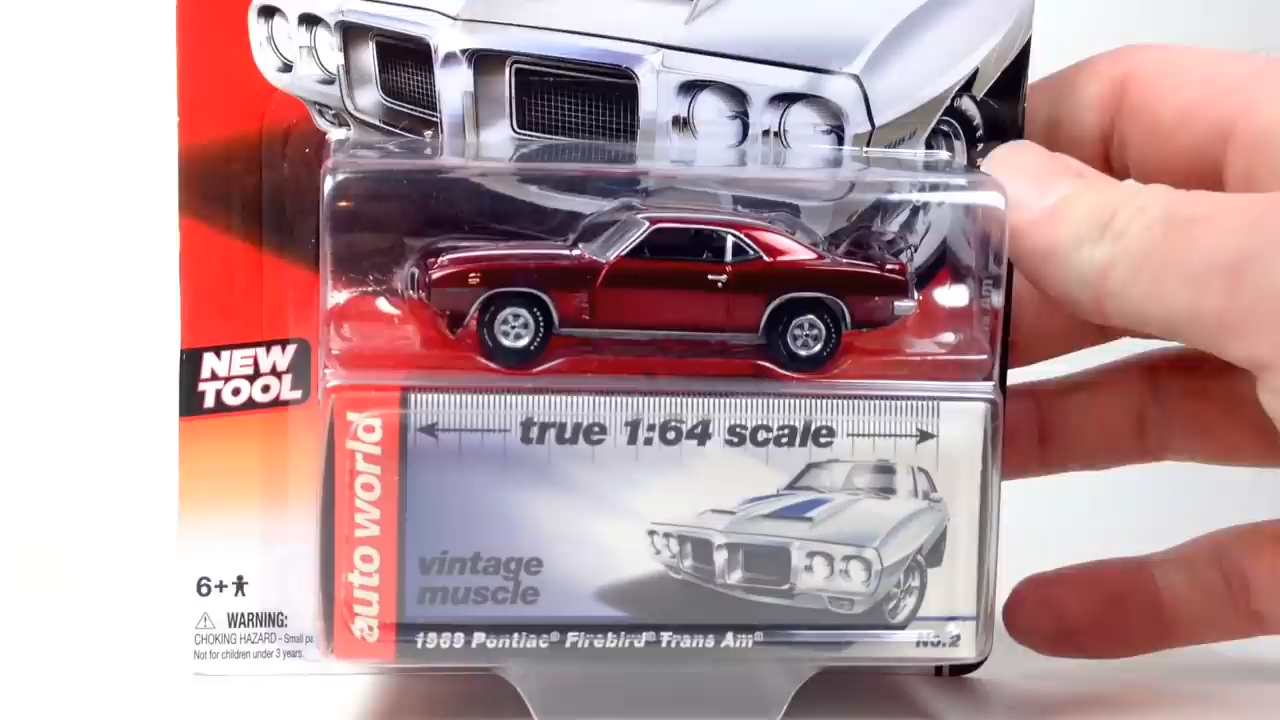 NEW
TOOL
true 1:64 scale
auto world
vintage
muscle
6+
WARNING:
CHOKING HAZARD - Small pa
Not for children under 3 years.
1969 Pontiac® Firebird® Trans Am®
No.2